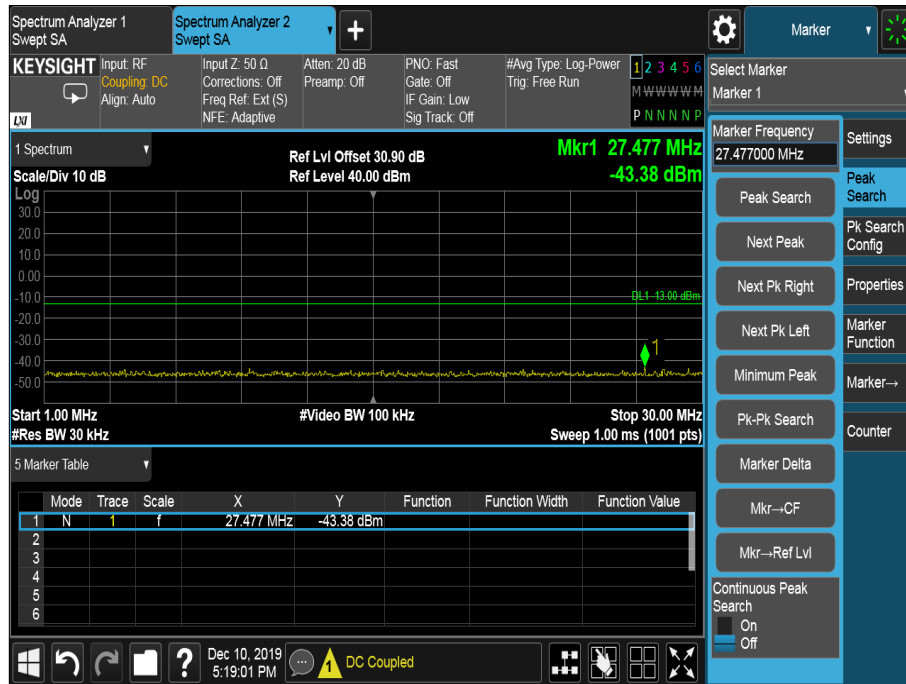 Spectrum Analyzer 1
Swept SA
Spectrum Analyzer 2
Swept SA
Marker
KEYSIGHT
LXI
Input: RF
Coupling: DC
Align: Auto
Input Z: 50 Ω
Corrections: Off
Freq Ref: Ext (S)
NFE: Adaptive
Atten: 20 dB
Preamp: Off
PNO: Fast
Gate: Off
IF Gain: Low
Sig Track: Off
#Avg Type: Log-Power
Trig: Free Run
1 2 3 4 5 6
M W W W W M
P N N N N P
Select Marker
Marker 1
1 Spectrum
Scale/Div 10 dB
Ref Lvl Offset 30.90 dB
Ref Level 40.00 dBm
Mkr1 27.477 MHz
-43.38 dBm
Log
30.0
20.0
10.0
0.00
-10.0
-20.0
-30.0
-40.0
-50.0
DL1 -13.00 dBm
1
Start 1.00 MHz
#Res BW 30 kHz
#Video BW 100 kHz
Stop 30.00 MHz
Sweep 1.00 ms (1001 pts)
5 Marker Table
Mode Trace Scale X Y Function Function Width Function Value
1 N 1 f 27.477 MHz -43.38 dBm
2
3
4
5
6
Marker Frequency
27.477000 MHz
Peak Search
Next Peak
Next Pk Right
Next Pk Left
Minimum Peak
Pk-Pk Search
Marker Delta
Mkr→CF
Mkr→Ref Lvl
Continuous Peak
Search
On
Off
Settings
Peak
Search
Pk Search
Config
Properties
Marker
Function
Marker→
Counter
?
Dec 10, 2019
5:19:01 PM
1
DC Coupled